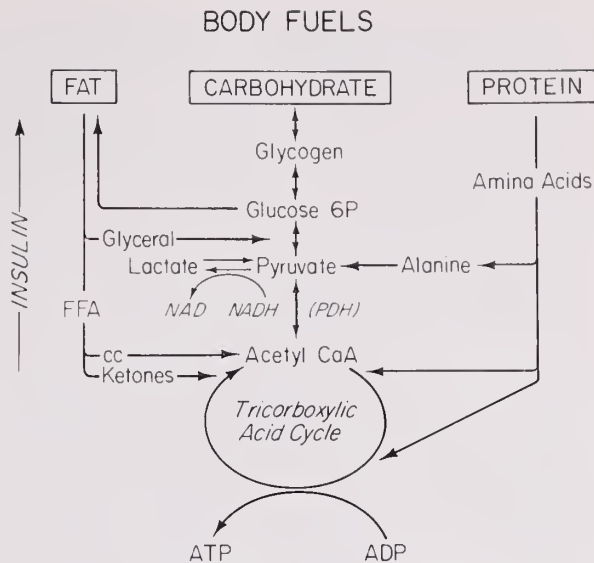 BODY FUELS
FAT
CARBOHYDRATE
PROTEIN
Glycogen
Amina Acids
Glucose 6P
INSULIN
Glyceral
Lactate
Pyruvate
Alanine
FFA
NAD
NADH
(PDH)
cc
Acetyl CaA
Ketones
Tricorboxylic
Acid Cycle
ATP
ADP